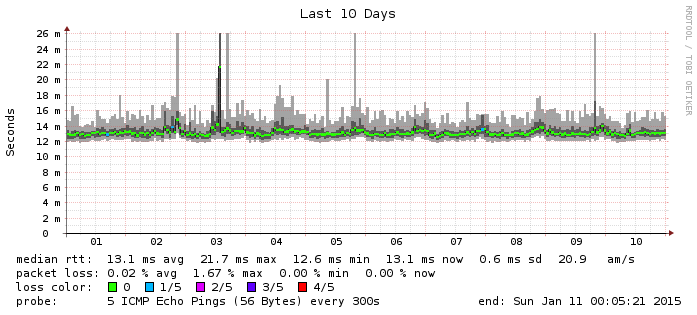 Last 10 Days
RRDTOOL / TOBI OETIKER
Seconds
26 m
24 m
22 m
20 m
18 m
16 m
14 m
12 m
10 m
8 m
6 m
4 m
2 m
0
01 02 03 04 05 06 07 08 09 10
median rtt: 13.1 ms avg 21.7 ms max 12.6 ms min 13.1 ms now 0.6 ms sd 20.9 am/s
packet loss: 0.02 % avg 1.67 % max 0.00 % min 0.00 % now
loss color: 0 1/5 2/5 3/5 4/5
probe: 5 ICMP Echo Pings (56 Bytes) every 300s end: Sun Jan 11 00:05:21 2015